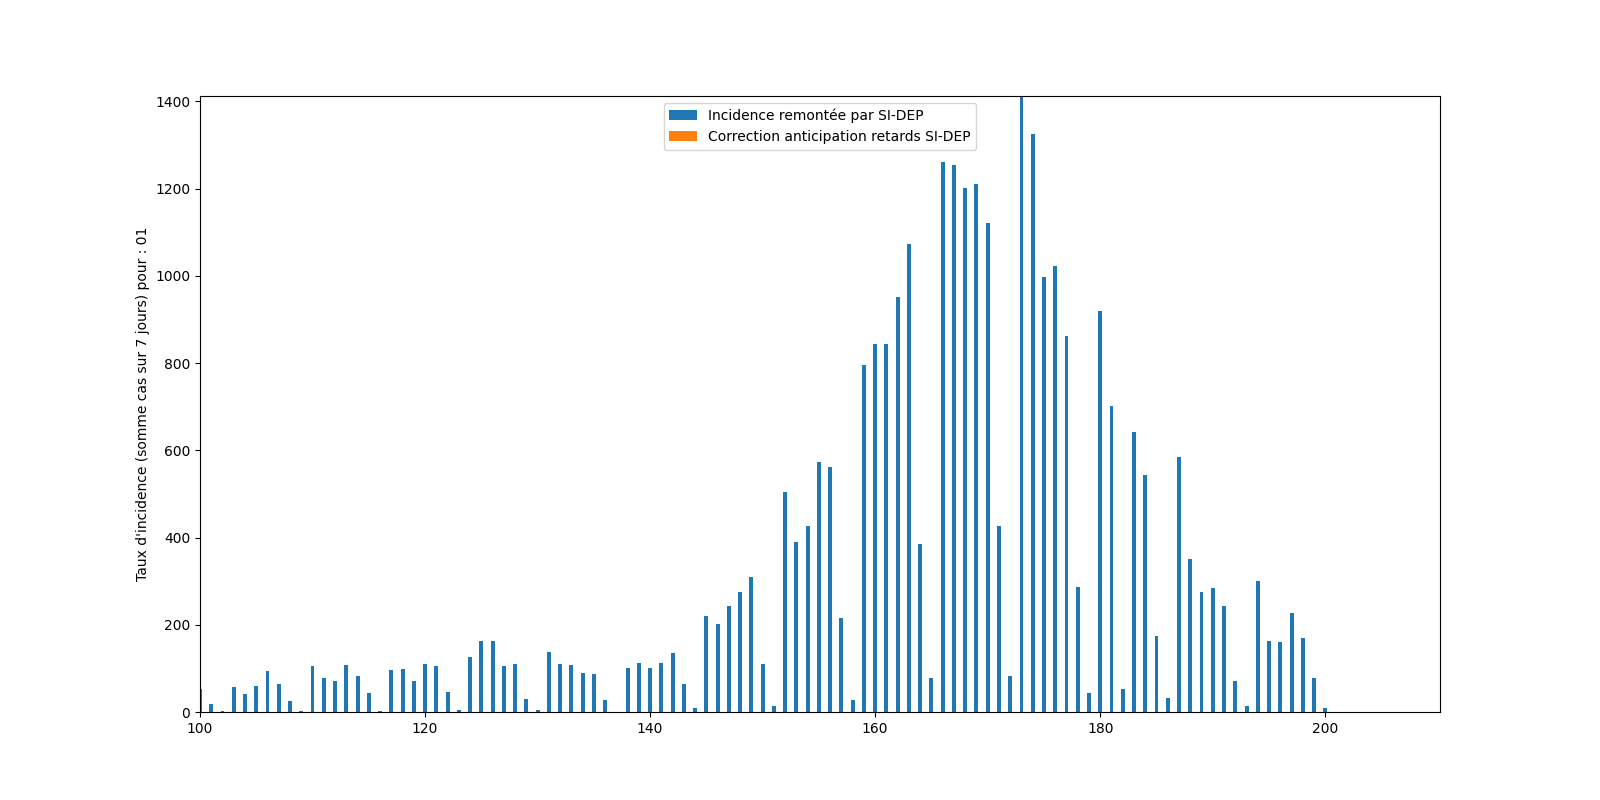 Incidence remontée par SI-DEP
Correction anticipation retards SI-DEP
Taux d'incidence (somme cas sur 7 jours) pour : 01
1400
1200
1000
800
600
400
200
0
100 120 140 160 180 200